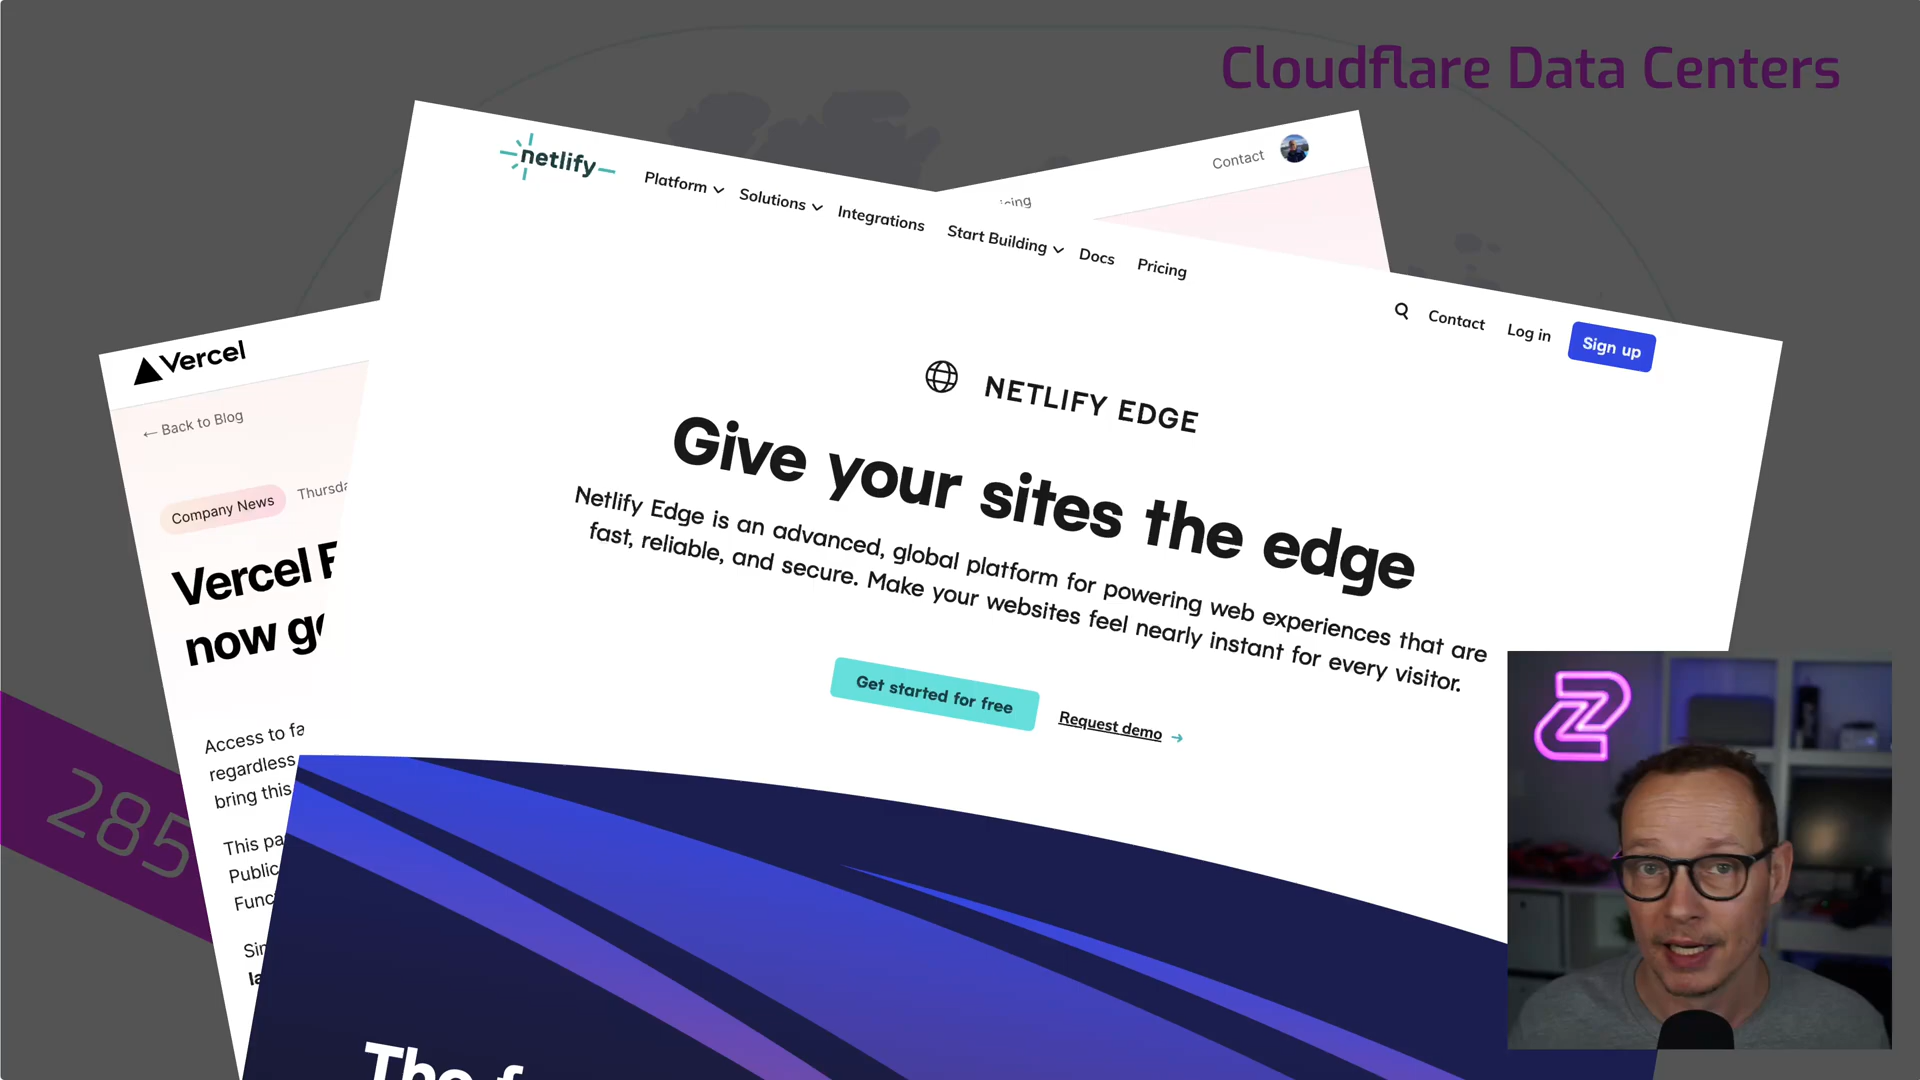 Cloudflare Data Centers
netlify
Platform
Solutions
Integrations
Start Building
Docs
Pricing
Contact
Log in
Sign up
Contact
NETLIFY EDGE
Give your sites the edge
Netlify Edge is an advanced, global platform for powering web experiences that are
fast, reliable, and secure. Make your websites feel nearly instant for every visitor.
Get started for free
Request demo →
Vercel
← Back to Blog
Company News
Vercel
now
Access to
regardless
bring this
This
Public
285